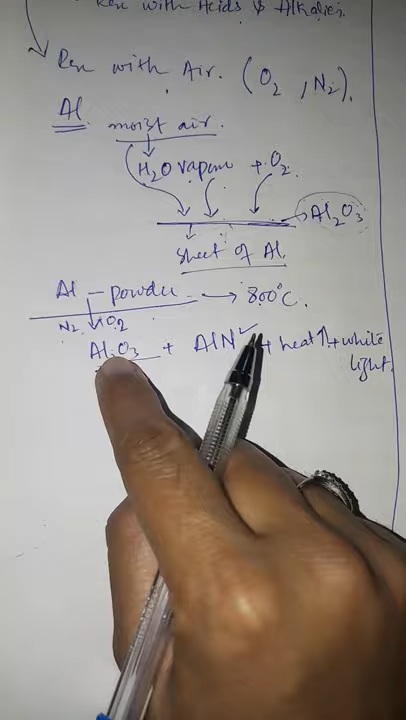 Rxn with Acids & Alkalies.
Rxn with Air. (O2, N2).
Al moist air.
H2O vapour + O2.
Al2O3
Sheet of Al.
Al - powder → 800°C.
N2 O2
Al2O3 + AlN ✓ + heat↑ + white light.